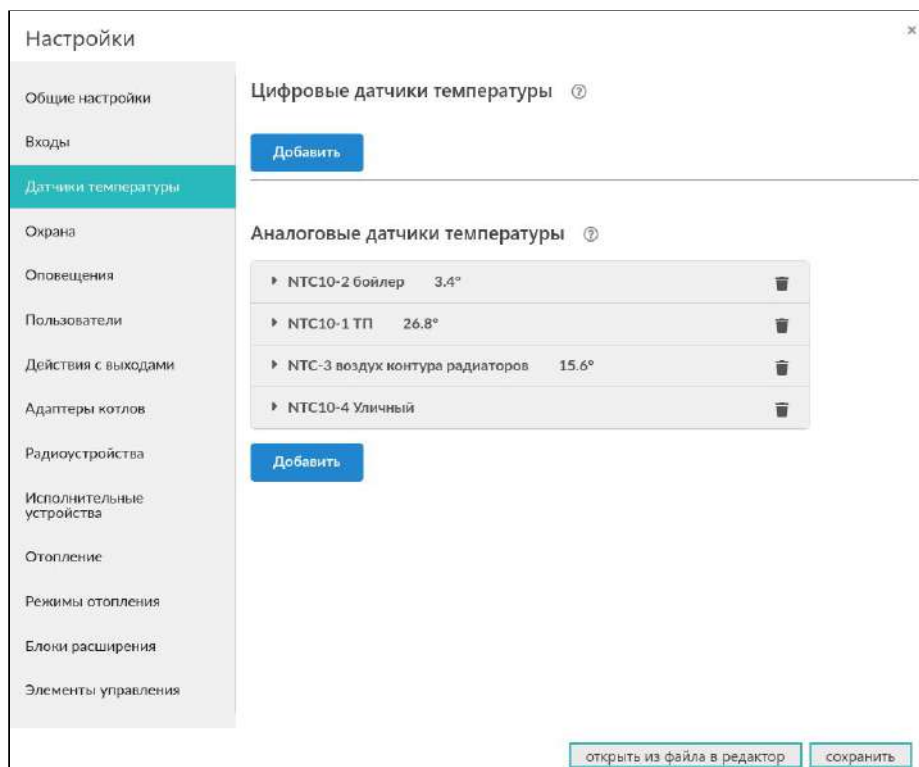 Настройки
×
Общие настройки
Входы
Датчики температуры
Охрана
Оповещения
Пользователи
Действия с выходами
Адаптеры котлов
Радиоустройства
Исполнительные
устройства
Отопление
Режимы отопления
Блоки расширения
Элементы управления
Цифровые датчики температуры ?
Добавить
Аналоговые датчики температуры ?
NTC10-2 бойлер 3.4°
NTC10-1 ТП 26.8°
NTC-3 воздух контура радиаторов 15.6°
NTC10-4 Уличный
Добавить
открыть из файла в редактор
сохранить